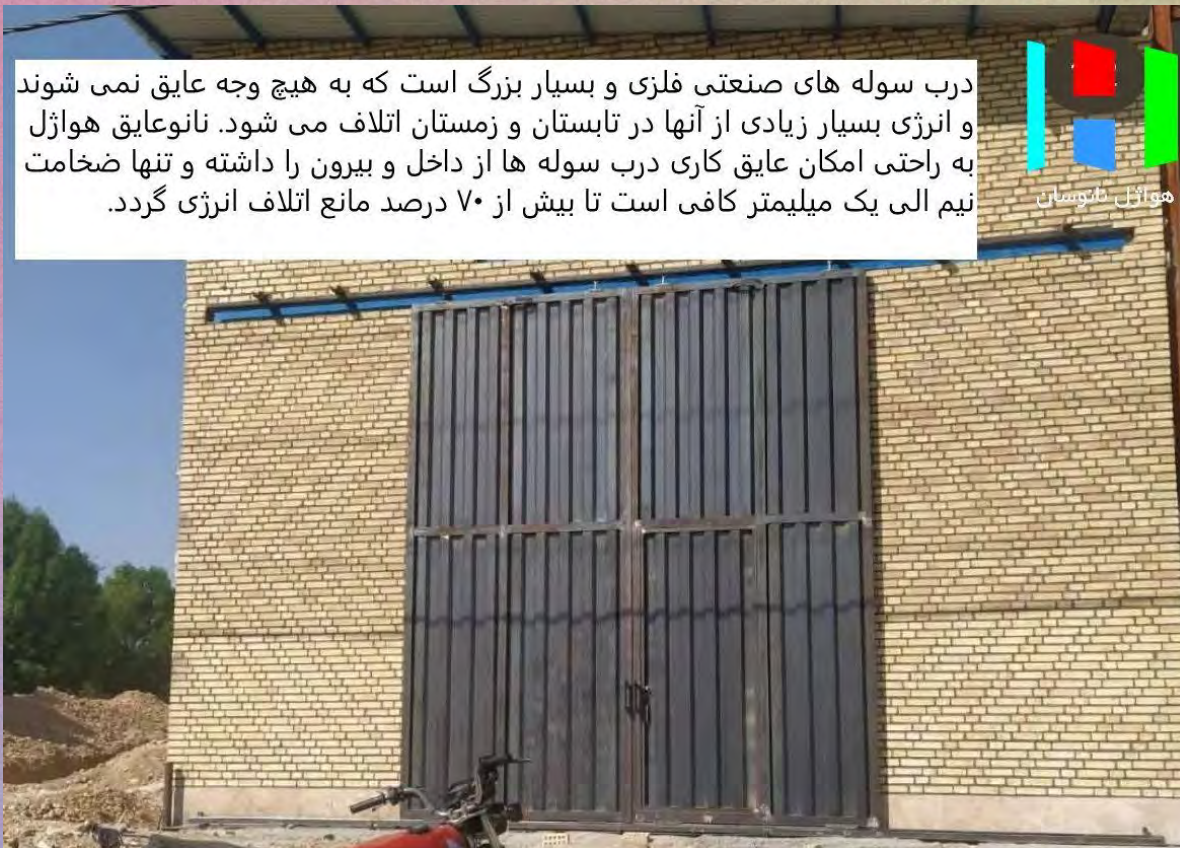 درب سوله های صنعتی فلزی و بسیار بزرگ است که به هیچ وجه عایق نمی شوند
و انرژی بسیار زیادی از آنها در تابستان و زمستان اتلاف می شود. نانوعایق هواژل
به راحتی امکان عایق کاری درب سوله ها از داخل و بیرون را داشته و تنها ضخامت
نیم الی یک میلیمتر کافی است تا بیش از ۷۰ درصد مانع اتلاف انرژی گردد.
هواژل نانوسان